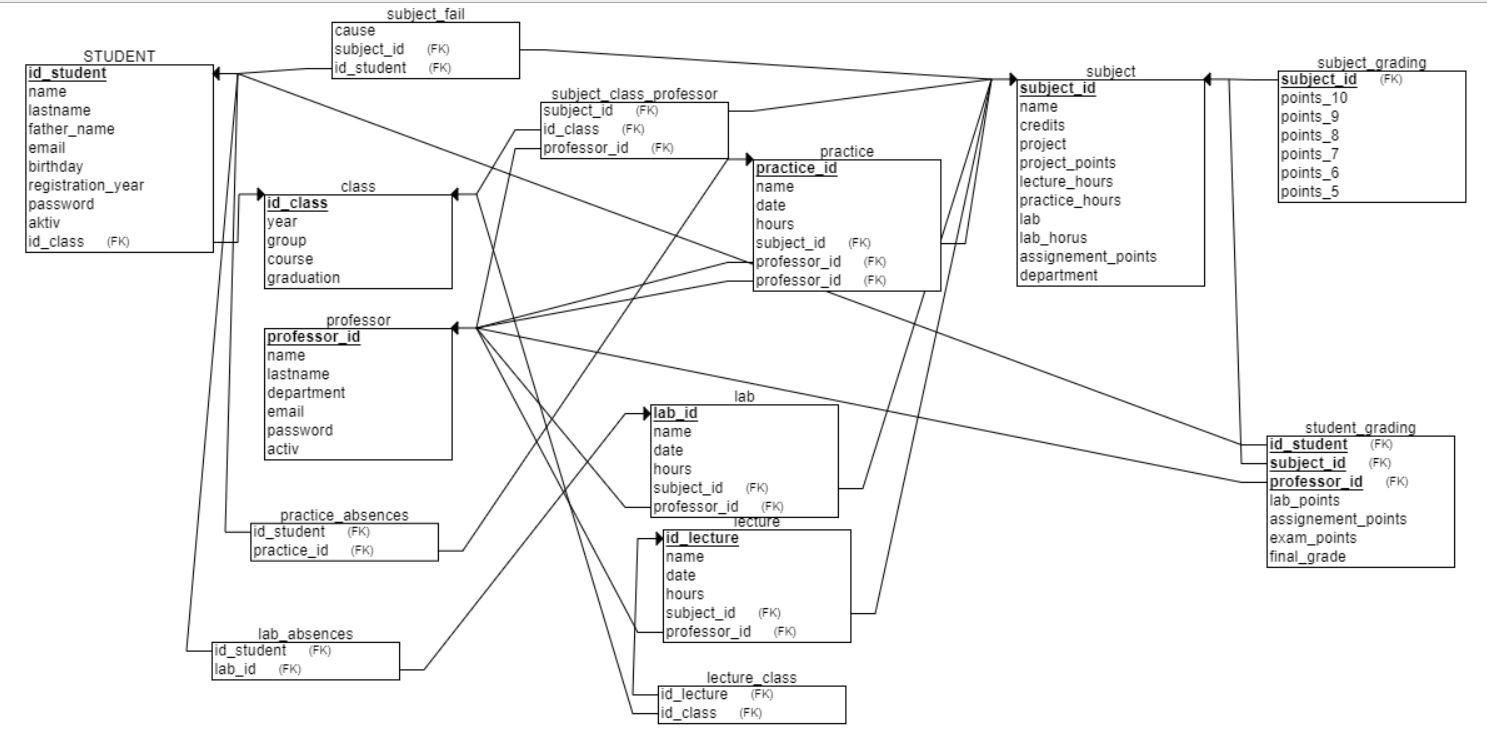 subject_fail
cause
subject_id (FK)
id_student (FK)
STUDENT
id_student
name
lastname
father_name
email
birthday
registration_year
password
aktiv
id_class (FK)
subject_class_professor
subject_id (FK)
id_class (FK)
professor_id (FK)
class
id_class
year
group
course
graduation
practice
practice_id
name
date
hours
subject_id (FK)
professor_id (FK)
professor_id (FK)
subject
subject_id
name
credits
project
project_points
lecture_hours
practice_hours
lab
lab_horus
assignement_points
department
subject_grading
subject_id (FK)
points_10
points_9
points_8
points_7
points_6
points_5
professor
professor_id
name
lastname
department
email
password
activ
lab
lab_id
name
date
hours
subject_id (FK)
professor_id (FK)
student_grading
id_student (FK)
subject_id (FK)
professor_id (FK)
lab_points
assignement_points
exam_points
final_grade
practice_absences
id_student (FK)
practice_id (FK)
lecture
id_lecture
name
date
hours
subject_id (FK)
professor_id (FK)
lab_absences
id_student (FK)
lab_id (FK)
lecture_class
id_lecture (FK)
id_class (FK)